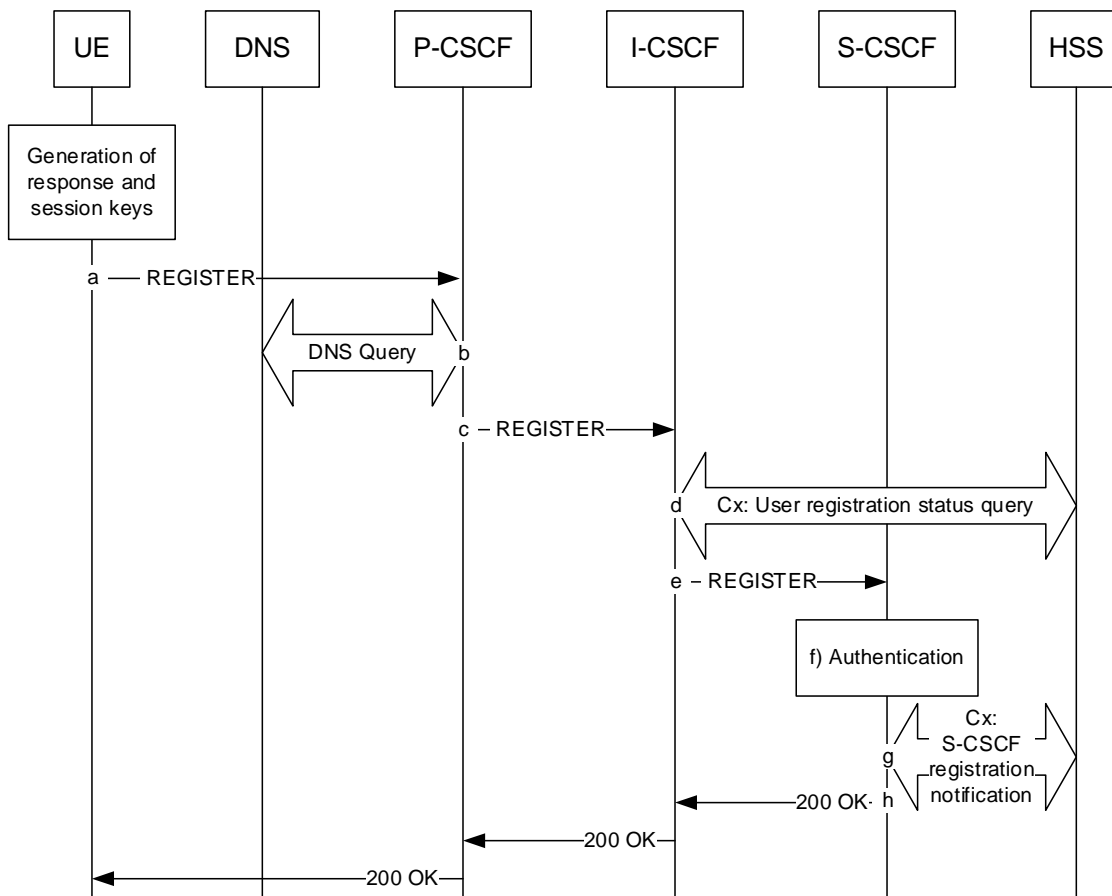 UE
DNS
P-CSCF
I-CSCF
S-CSCF
HSS
Generation of
response and
session keys
a
REGISTER
DNS Query
b
c
REGISTER
d
Cx: User registration status query
e
REGISTER
f) Authentication
Cx:
S-CSCF
g
registration
notification
200 OK
h
200 OK
200 OK